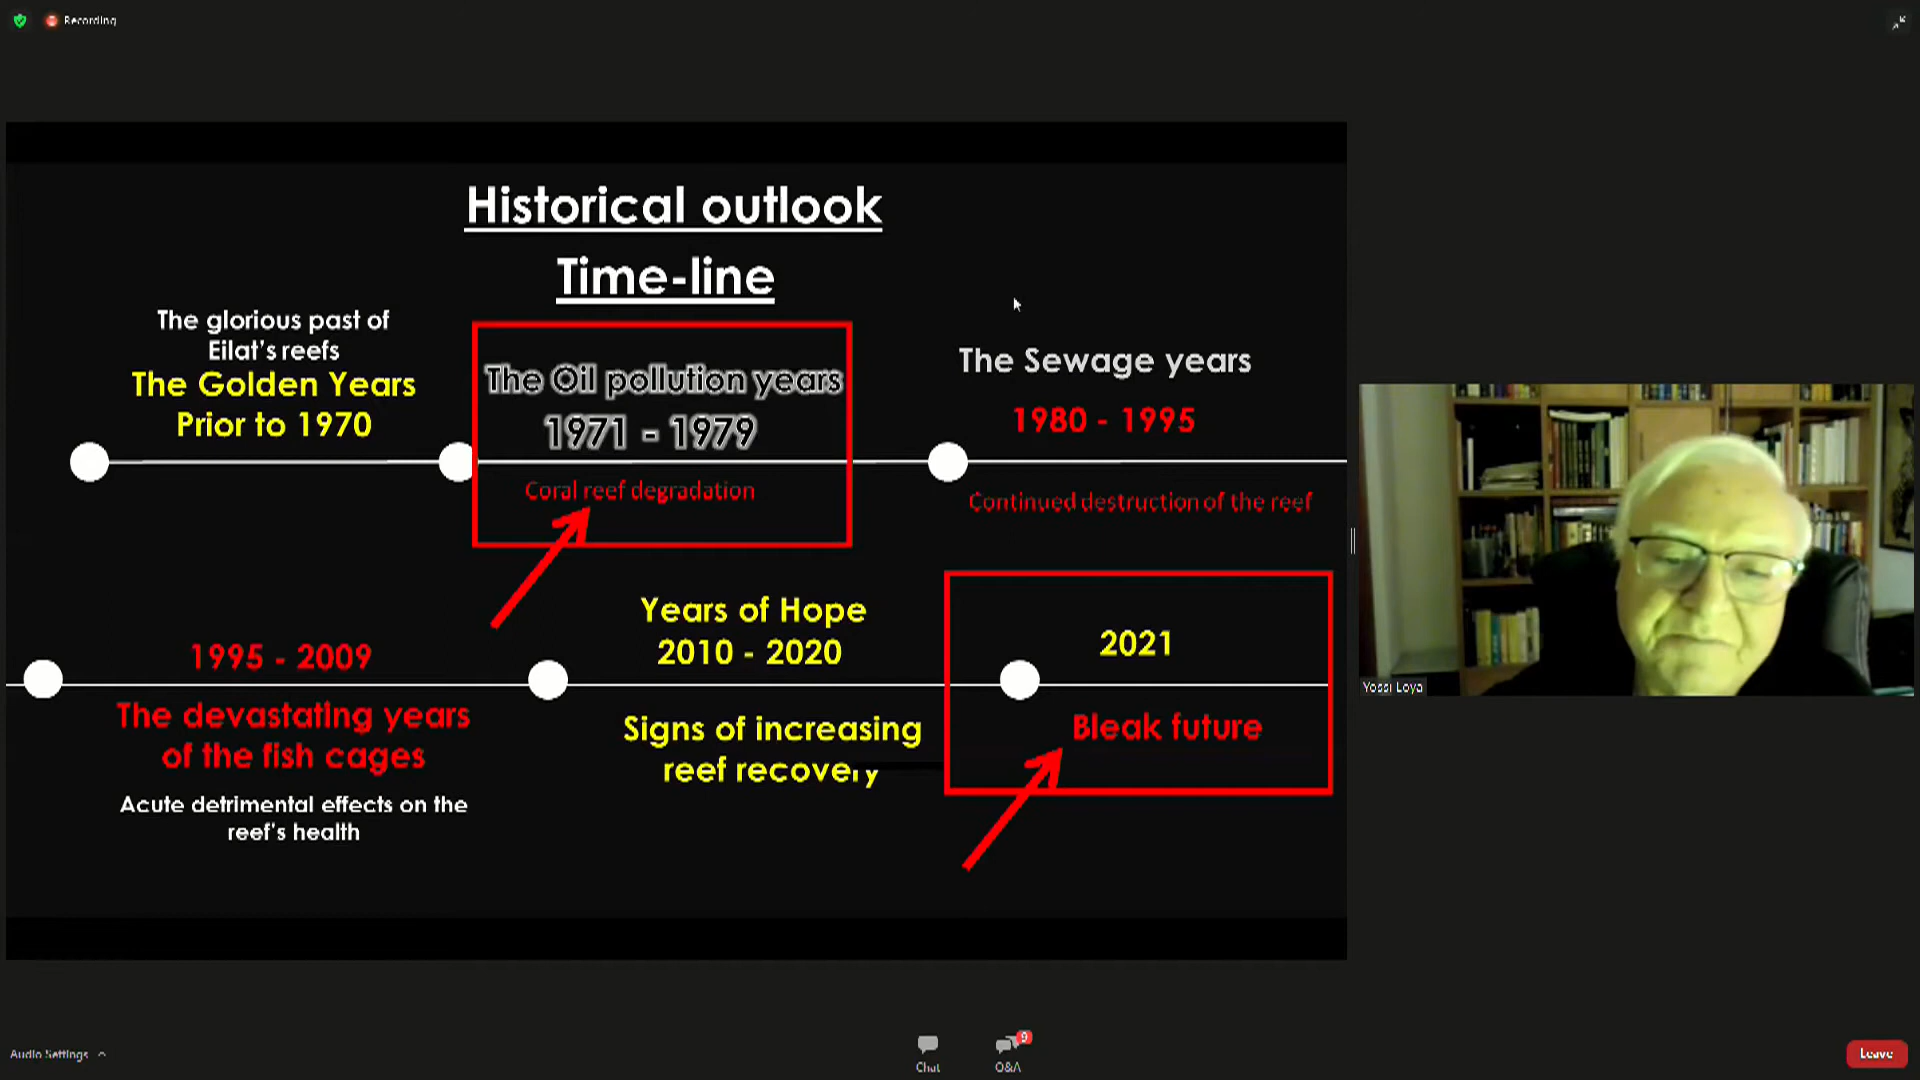 Recording
Historical outlook
Time-line
The glorious past of
Eilat's reefs
The Golden Years
Prior to 1970
The Oil pollution years
1971 - 1979
Coral reef degradation
The Sewage years
1980 - 1995
Continued destruction of the reef
1995 - 2009
The devastating years
of the fish cages
Acute detrimental effects on the
reef's health
Years of Hope
2010 - 2020
Signs of increasing
reef recovery
2021
Bleak future
Yossi Loya
Audio Settings
Chat
9
Q&A
Leave